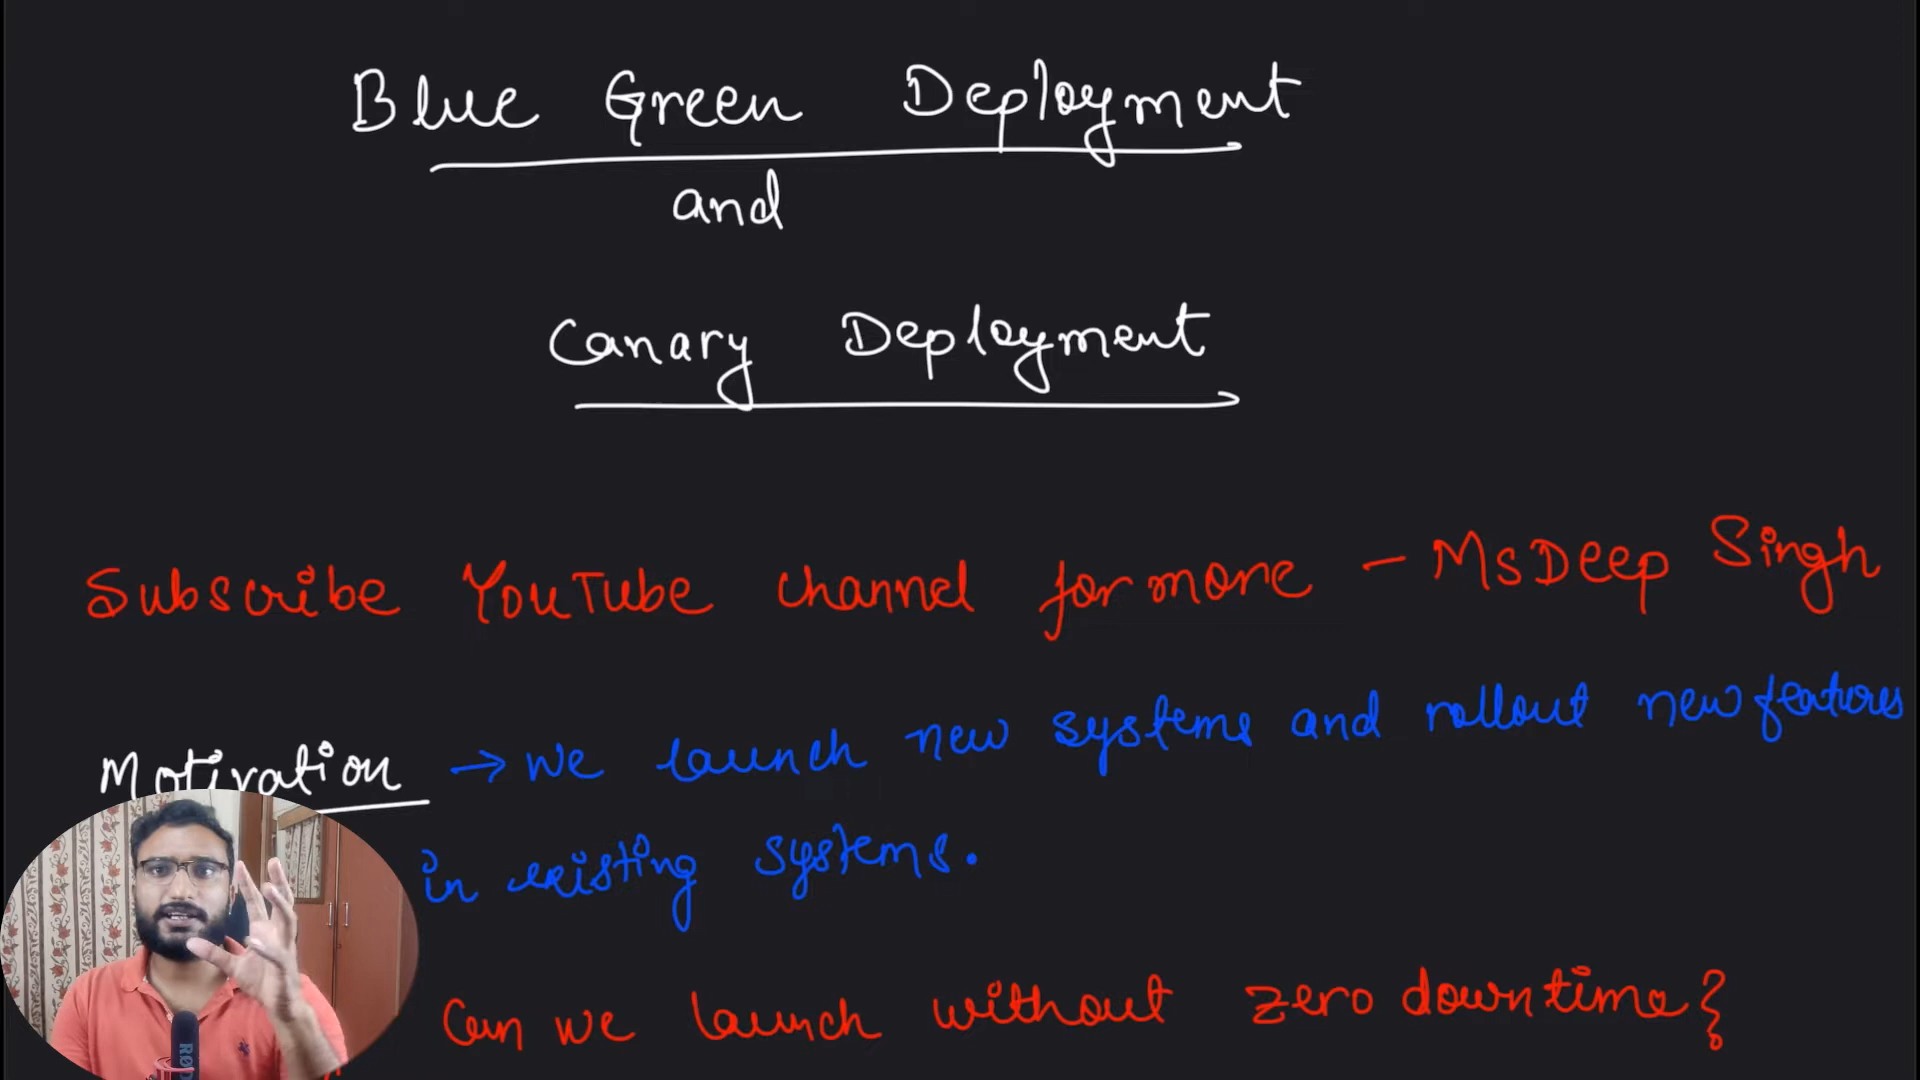 Blue Green Deployment
and
Canary Deployment
Subscribe YouTube channel for more - MsDeep Singh
Motivation → we launch new systems and rollout new features
in existing systems.
Can we launch without zero downtime?
RØD